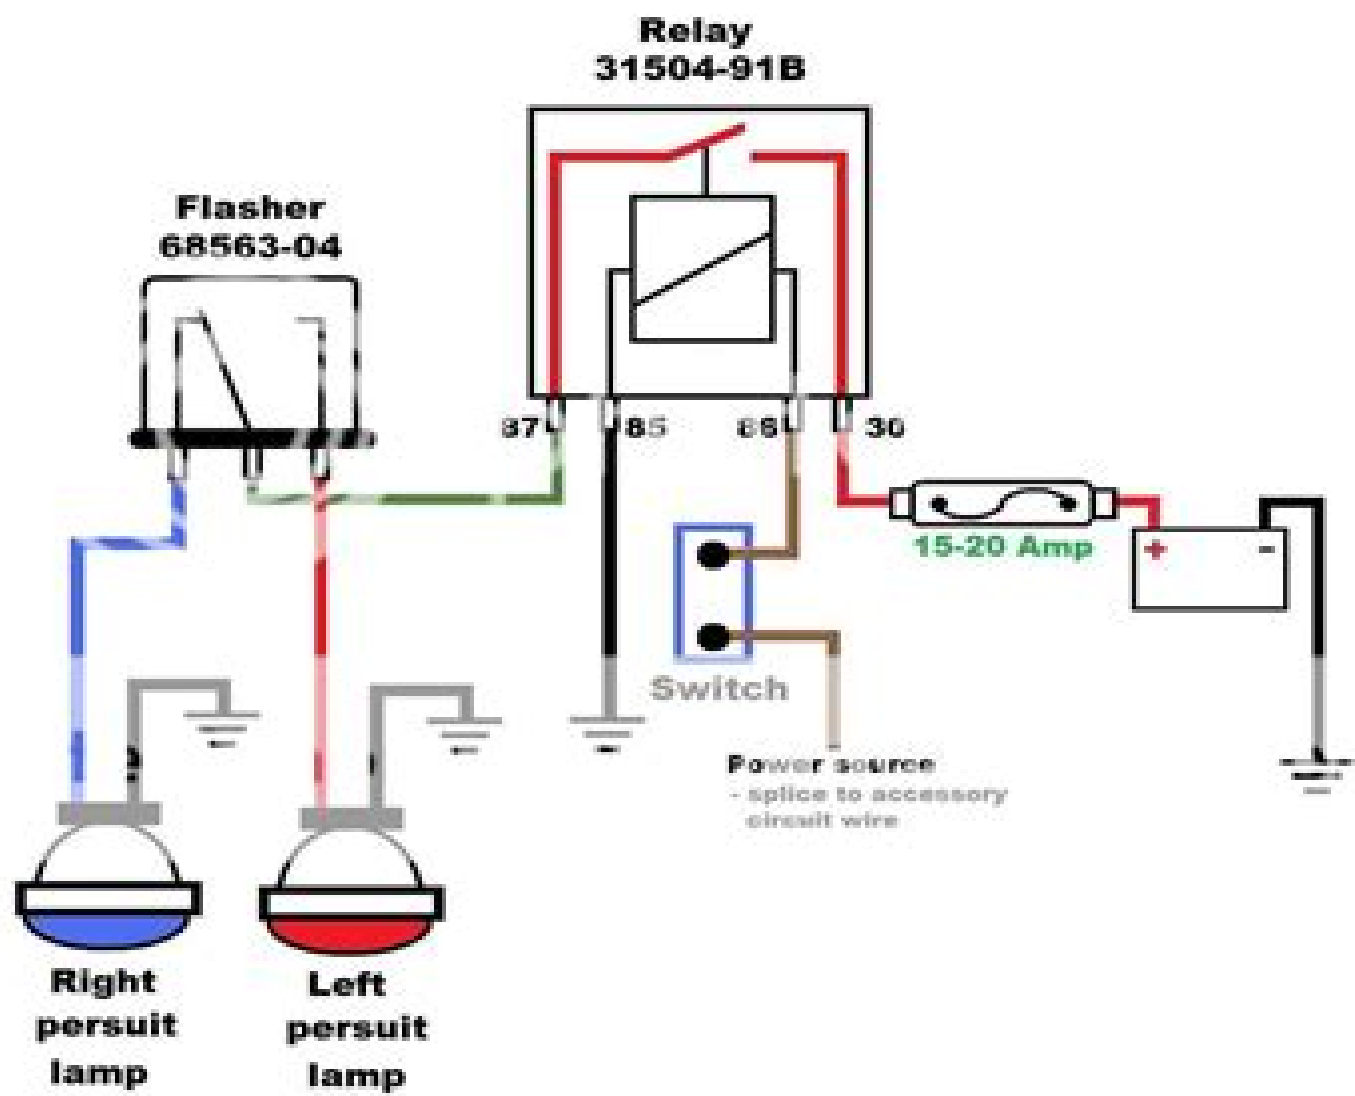 Relay
31504-91B
Flasher
68563-04
87
85
30
15-20 Amp
+
-
Switch
Power source
- splice to accessory
circuit wire
Right
persuit
lamp
Left
persuit
lamp